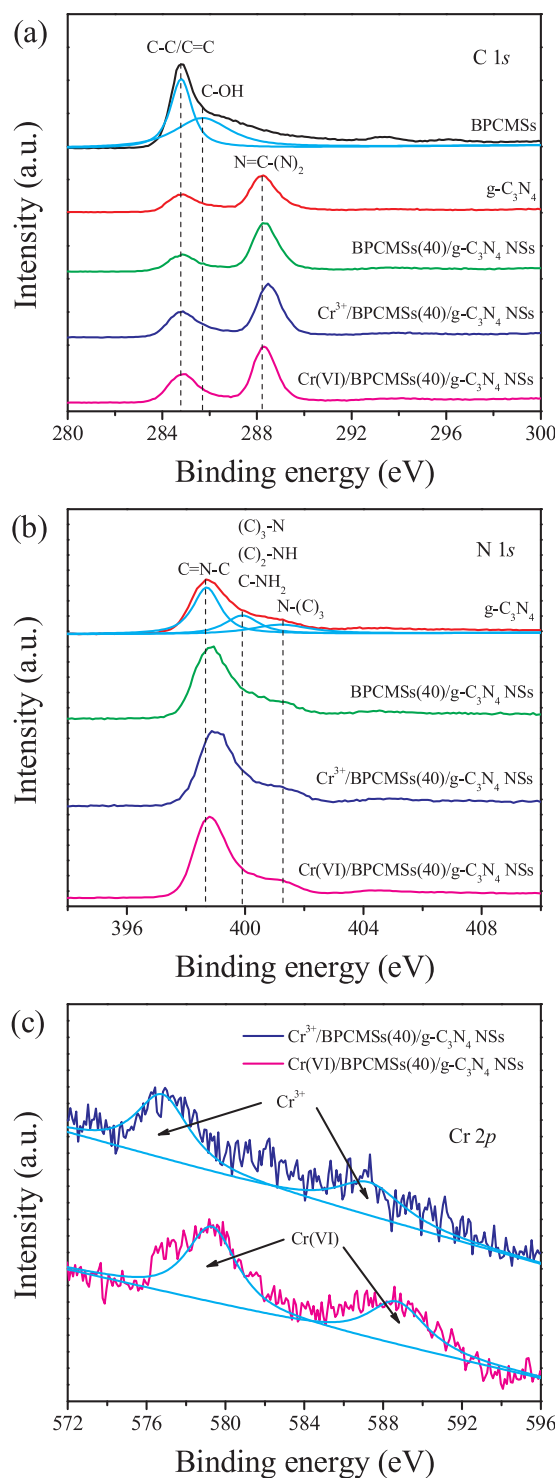 (a)
C 1s
C-C/C=C
C-OH
BPCMSs
N=C-(N)₂
g-C₃N₄
BPCMSs(40)/g-C₃N₄ NSs
Cr³⁺/BPCMSs(40)/g-C₃N₄ NSs
Cr(VI)/BPCMSs(40)/g-C₃N₄ NSs
Intensity (a.u.)
280 284 288 292 296 300
Binding energy (eV)
(b)
N 1s
(C)₃-N
(C)₂-NH
C=N-C
C-NH₂
N-(C)₃
g-C₃N₄
BPCMSs(40)/g-C₃N₄ NSs
Cr³⁺/BPCMSs(40)/g-C₃N₄ NSs
Cr(VI)/BPCMSs(40)/g-C₃N₄ NSs
Intensity (a.u.)
396 400 404 408
Binding energy (eV)
(c)
Cr³⁺/BPCMSs(40)/g-C₃N₄ NSs
Cr(VI)/BPCMSs(40)/g-C₃N₄ NSs
Cr³⁺
Cr 2p
Cr(VI)
Intensity (a.u.)
572 576 580 584 588 592 596
Binding energy (eV)